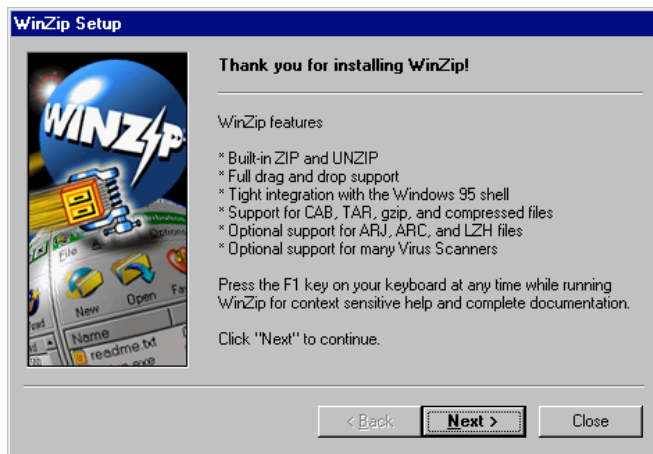 WinZip Setup
Thank you for installing WinZip!
WINZIP
WinZip features
* Built-in ZIP and UNZIP
* Full drag and drop support
* Tight integration with the Windows 95 shell
* Support for CAB, TAR, gzip, and compressed files
* Optional support for ARJ, ARC, and LZH files
* Optional support for many Virus Scanners
File
Options
New
Open
Name
readme.txt
Press the F1 key on your keyboard at any time while running
WinZip for context sensitive help and complete documentation.
Click "Next" to continue.
< Back
Next >
Close